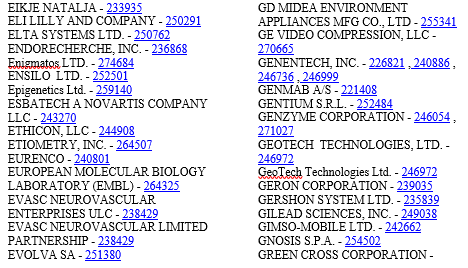 EIKJE NATALJA - 233935
ELI LILLY AND COMPANY - 250291
ELTA SYSTEMS LTD. - 250762
ENDORECHERCHE, INC. - 236868
Enigmatos LTD. - 274684
ENSILO LTD. - 252501
Epigenetics Ltd. - 259140
ESBATECH A NOVARTIS COMPANY
LLC - 243270
ETHICON, LLC - 244908
ETIOMETRY, INC. - 264507
EURENCO - 240801
EUROPEAN MOLECULAR BIOLOGY
LABORATORY (EMBL) - 264325
EVASC NEUROVASCULAR
ENTERPRISES ULC - 238429
EVASC NEUROVASCULAR LIMITED
PARTNERSHIP - 238429
EVOLVA SA - 251380
GD MIDEA ENVIRONMENT
APPLIANCES MFG CO., LTD - 255341
GE VIDEO COMPRESSION, LLC -
270665
GENENTECH, INC. - 226821 , 240886 ,
246736 , 246999
GENMAB A/S - 221408
GENTIUM S.R.L. - 252484
GENZYME CORPORATION - 246054 ,
271027
GEOTECH TECHNOLOGIES, LTD. -
246972
GeoTech Technologies Ltd. - 246972
GERON CORPORATION - 239035
GERSHON SYSTEM LTD. - 235839
GILEAD SCIENCES, INC. - 249038
GIMSO-MOBILE LTD. - 242662
GNOSIS S.P.A. - 254502
GREEN CROSS CORPORATION -